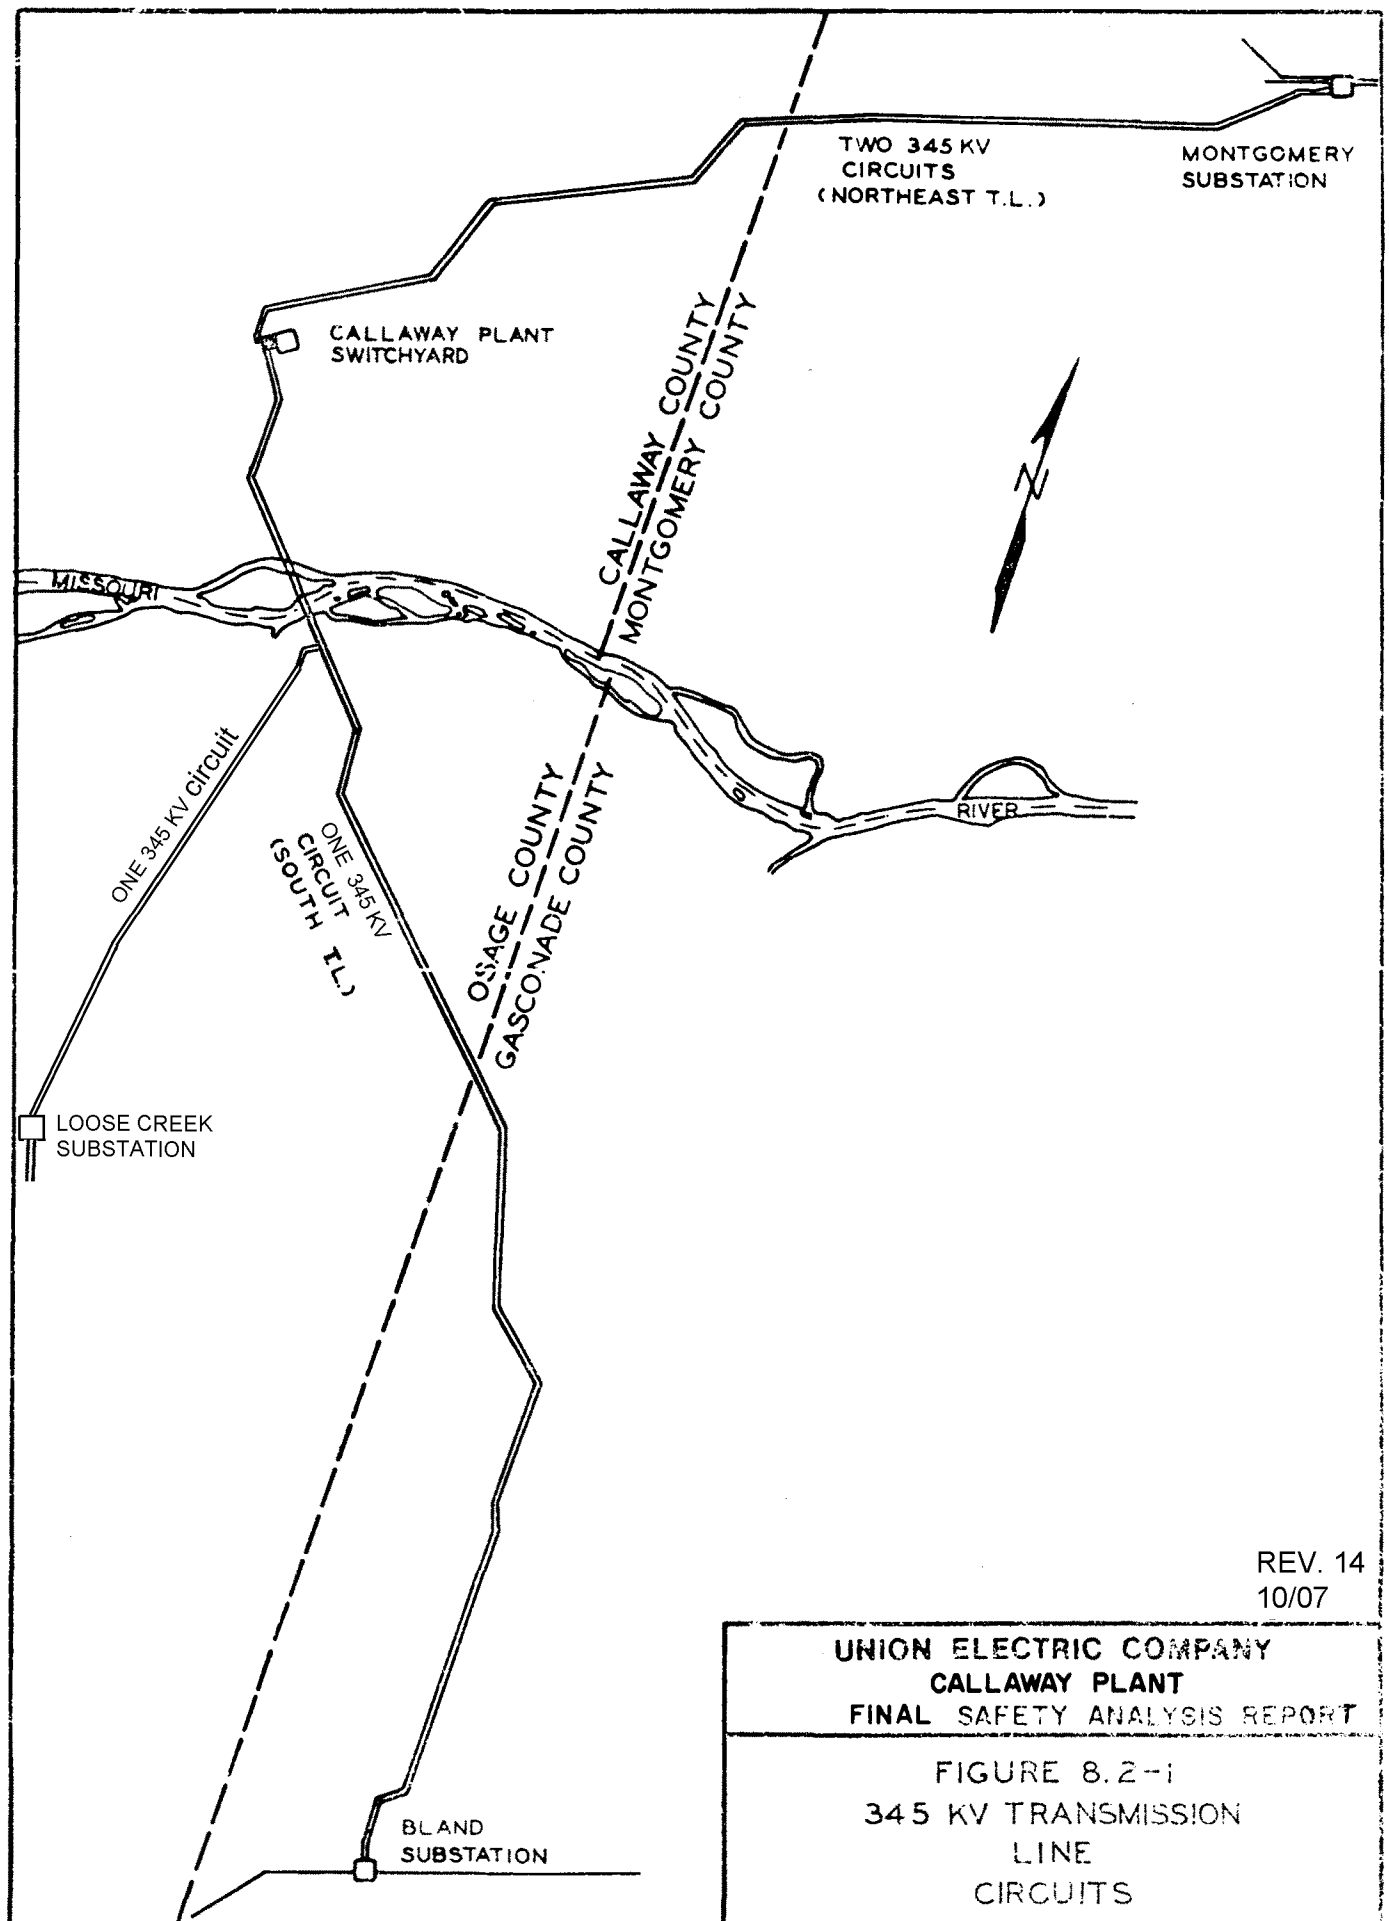 TWO 345 KV
CIRCUITS
(NORTHEAST T.L.)
MONTGOMERY
SUBSTATION
CALLAWAY PLANT
SWITCHYARD
CALLAWAY COUNTY
MONTGOMERY COUNTY
N
MISSOURI
RIVER
ONE 345 KV circuit
ONE 345 KV
CIRCUIT
(SOUTH T.L.)
OSAGE COUNTY
GASCONADE COUNTY
LOOSE CREEK
SUBSTATION
BLAND
SUBSTATION
REV. 14
10/07
UNION ELECTRIC COMPANY
CALLAWAY PLANT
FINAL SAFETY ANALYSIS REPORT
FIGURE 8.2-1
345 KV TRANSMISSION
LINE
CIRCUITS